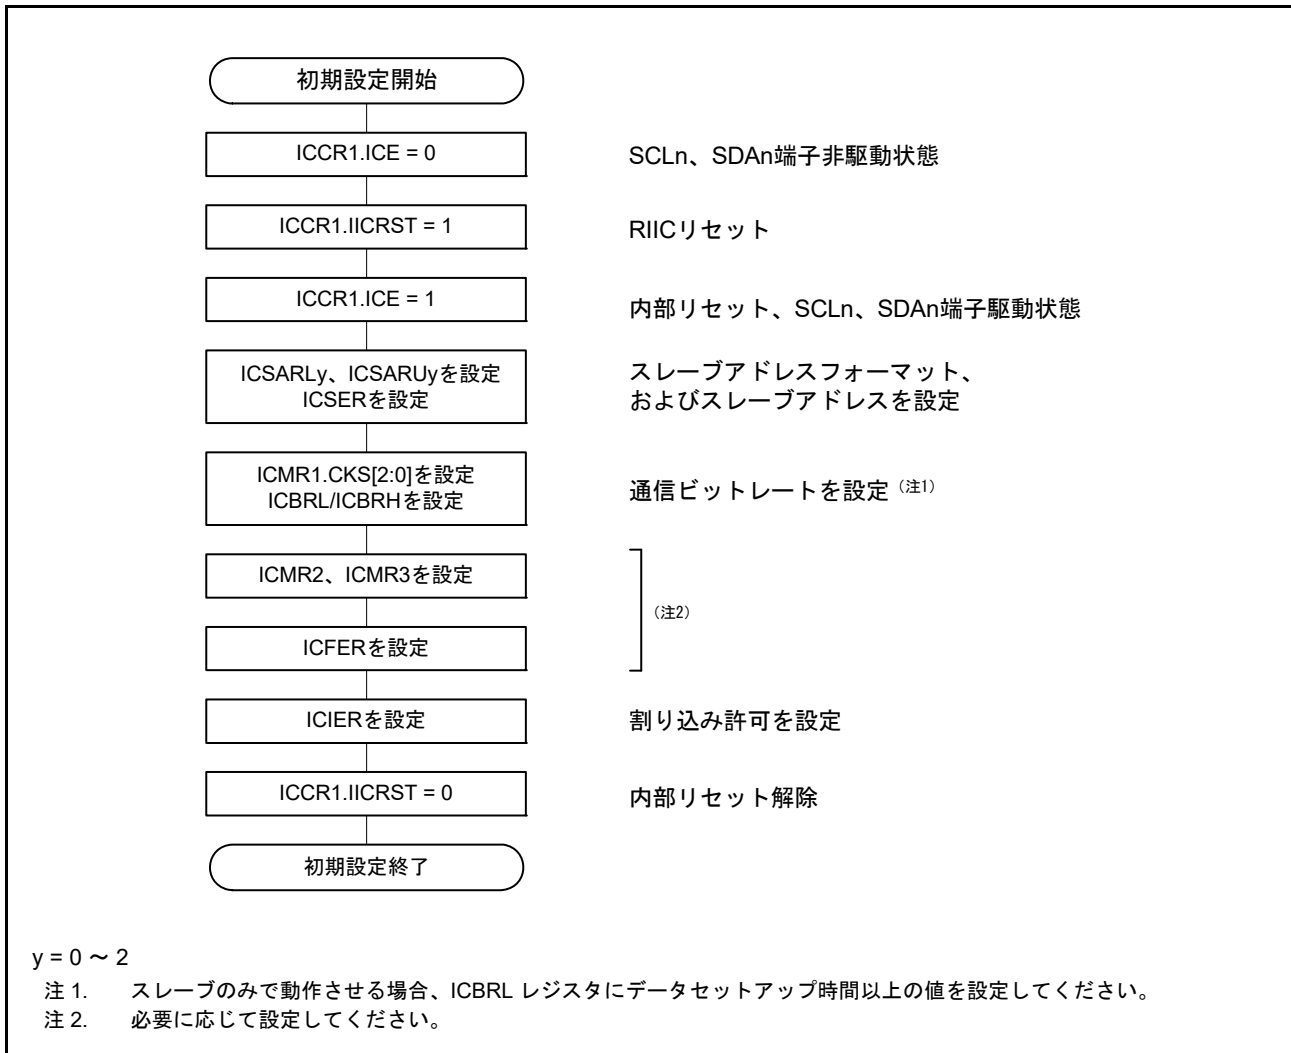 初期設定開始
ICCR1.ICE = 0
SCLn、SDAn端子非駆動状態
ICCR1.IICRST = 1
RIICリセット
ICCR1.ICE = 1
内部リセット、SCLn、SDAn端子駆動状態
ICSARLy、ICSARUyを設定
ICSERを設定
スレーブアドレスフォーマット、
およびスレーブアドレスを設定
ICMR1.CKS[2:0]を設定
ICBRL/ICBRHを設定
通信ビットレートを設定（注1）
ICMR2、ICMR3を設定
（注2）
ICFERを設定
ICIERを設定
割り込み許可を設定
ICCR1.IICRST = 0
内部リセット解除
初期設定終了
y = 0 ～ 2
注 1. スレーブのみで動作させる場合、ICBRL レジスタにデータセットアップ時間以上の値を設定してください。
注 2. 必要に応じて設定してください。